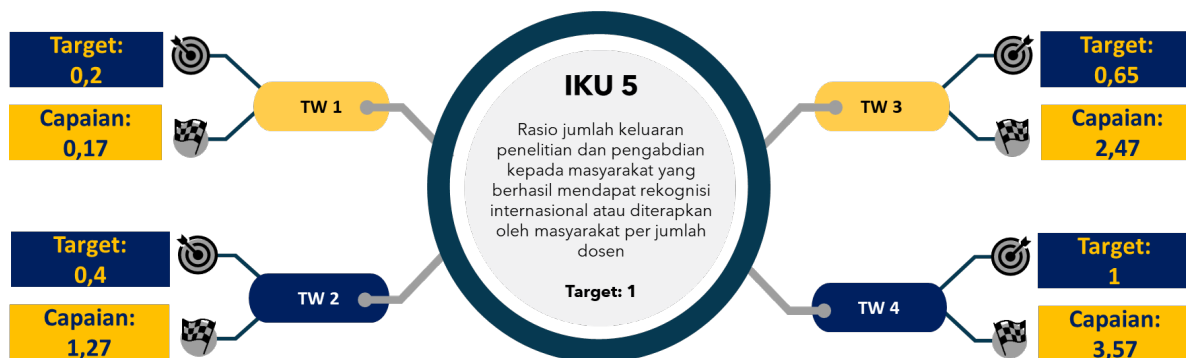 Target:
0,2
TW 1
Capaian:
0,17
Target:
0,4
TW 2
Capaian:
1,27
IKU 5
Rasio jumlah keluaran
penelitian dan pengabdian
kepada masyarakat yang
berhasil mendapat rekognisi
internasional atau diterapkan
oleh masyarakat per jumlah
dosen
Target: 1
Target:
0,65
TW 3
Capaian:
2,47
Target:
1
TW 4
Capaian:
3,57